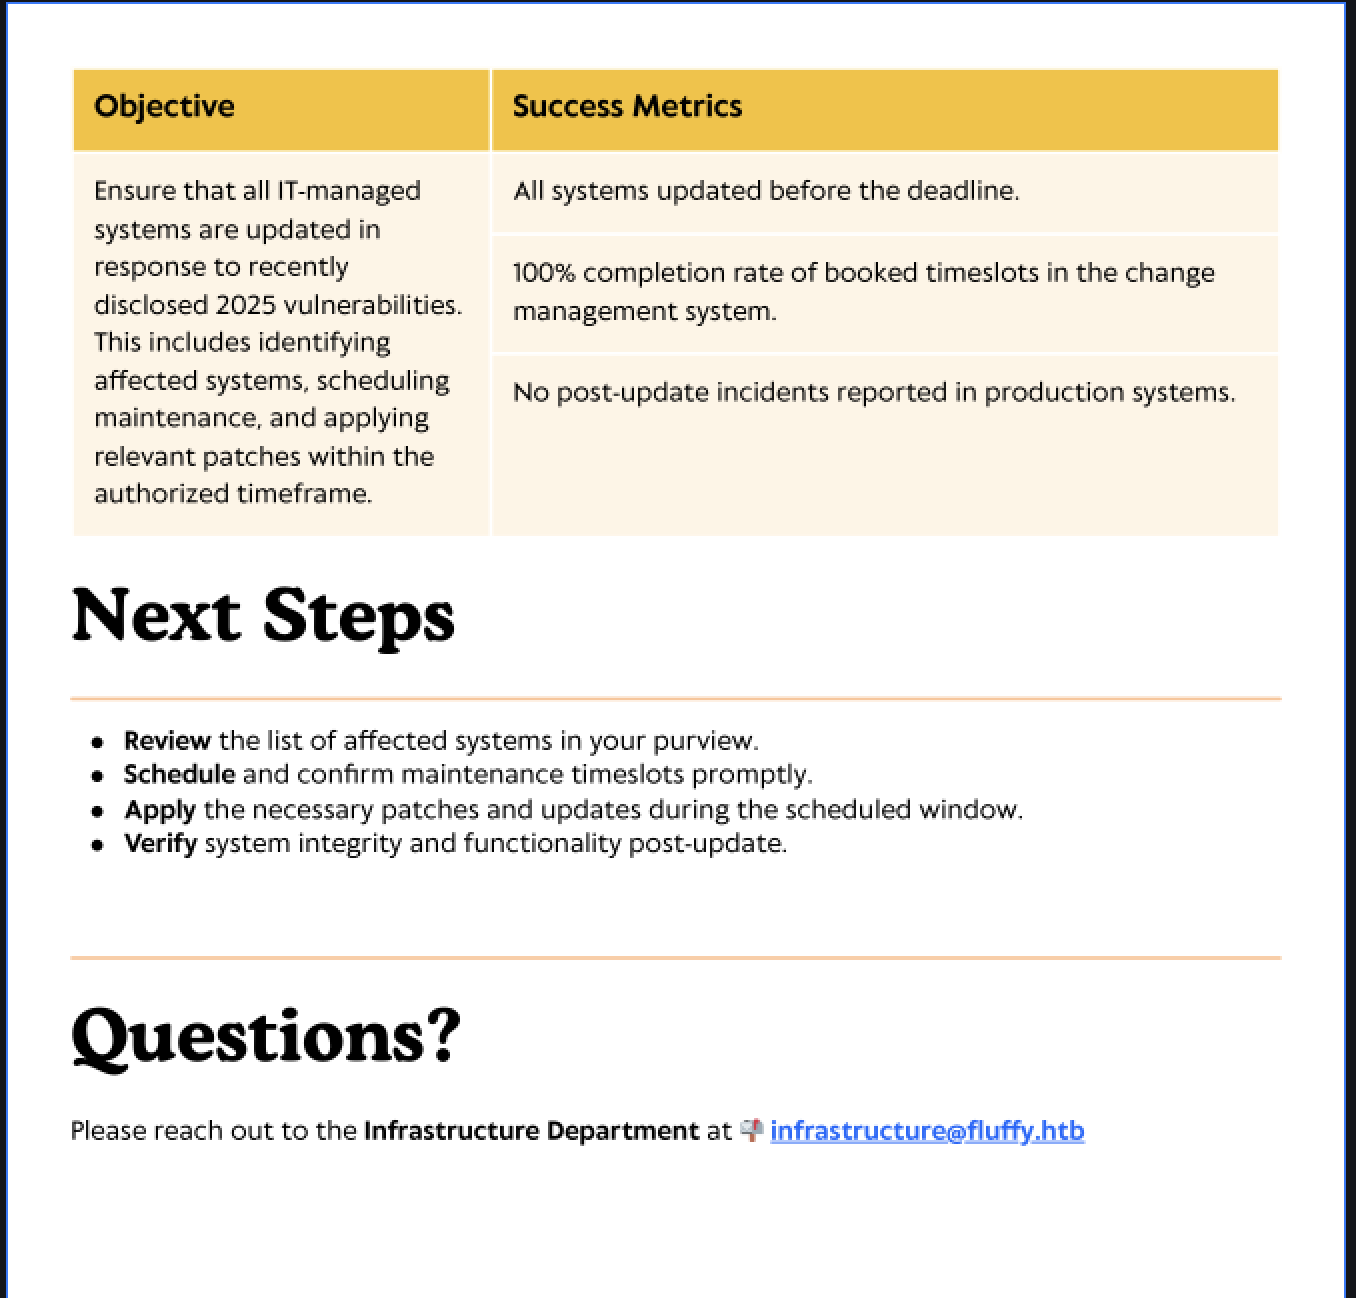 Objective
Success Metrics
Ensure that all IT-managed
systems are updated in
response to recently
disclosed 2025 vulnerabilities.
This includes identifying
affected systems, scheduling
maintenance, and applying
relevant patches within the
authorized timeframe.
All systems updated before the deadline.
100% completion rate of booked timeslots in the change
management system.
No post-update incidents reported in production systems.
Next Steps
● Review the list of affected systems in your purview.
● Schedule and confirm maintenance timeslots promptly.
● Apply the necessary patches and updates during the scheduled window.
● Verify system integrity and functionality post-update.
Questions?
Please reach out to the Infrastructure Department at 📬 infrastructure@fluffy.htb